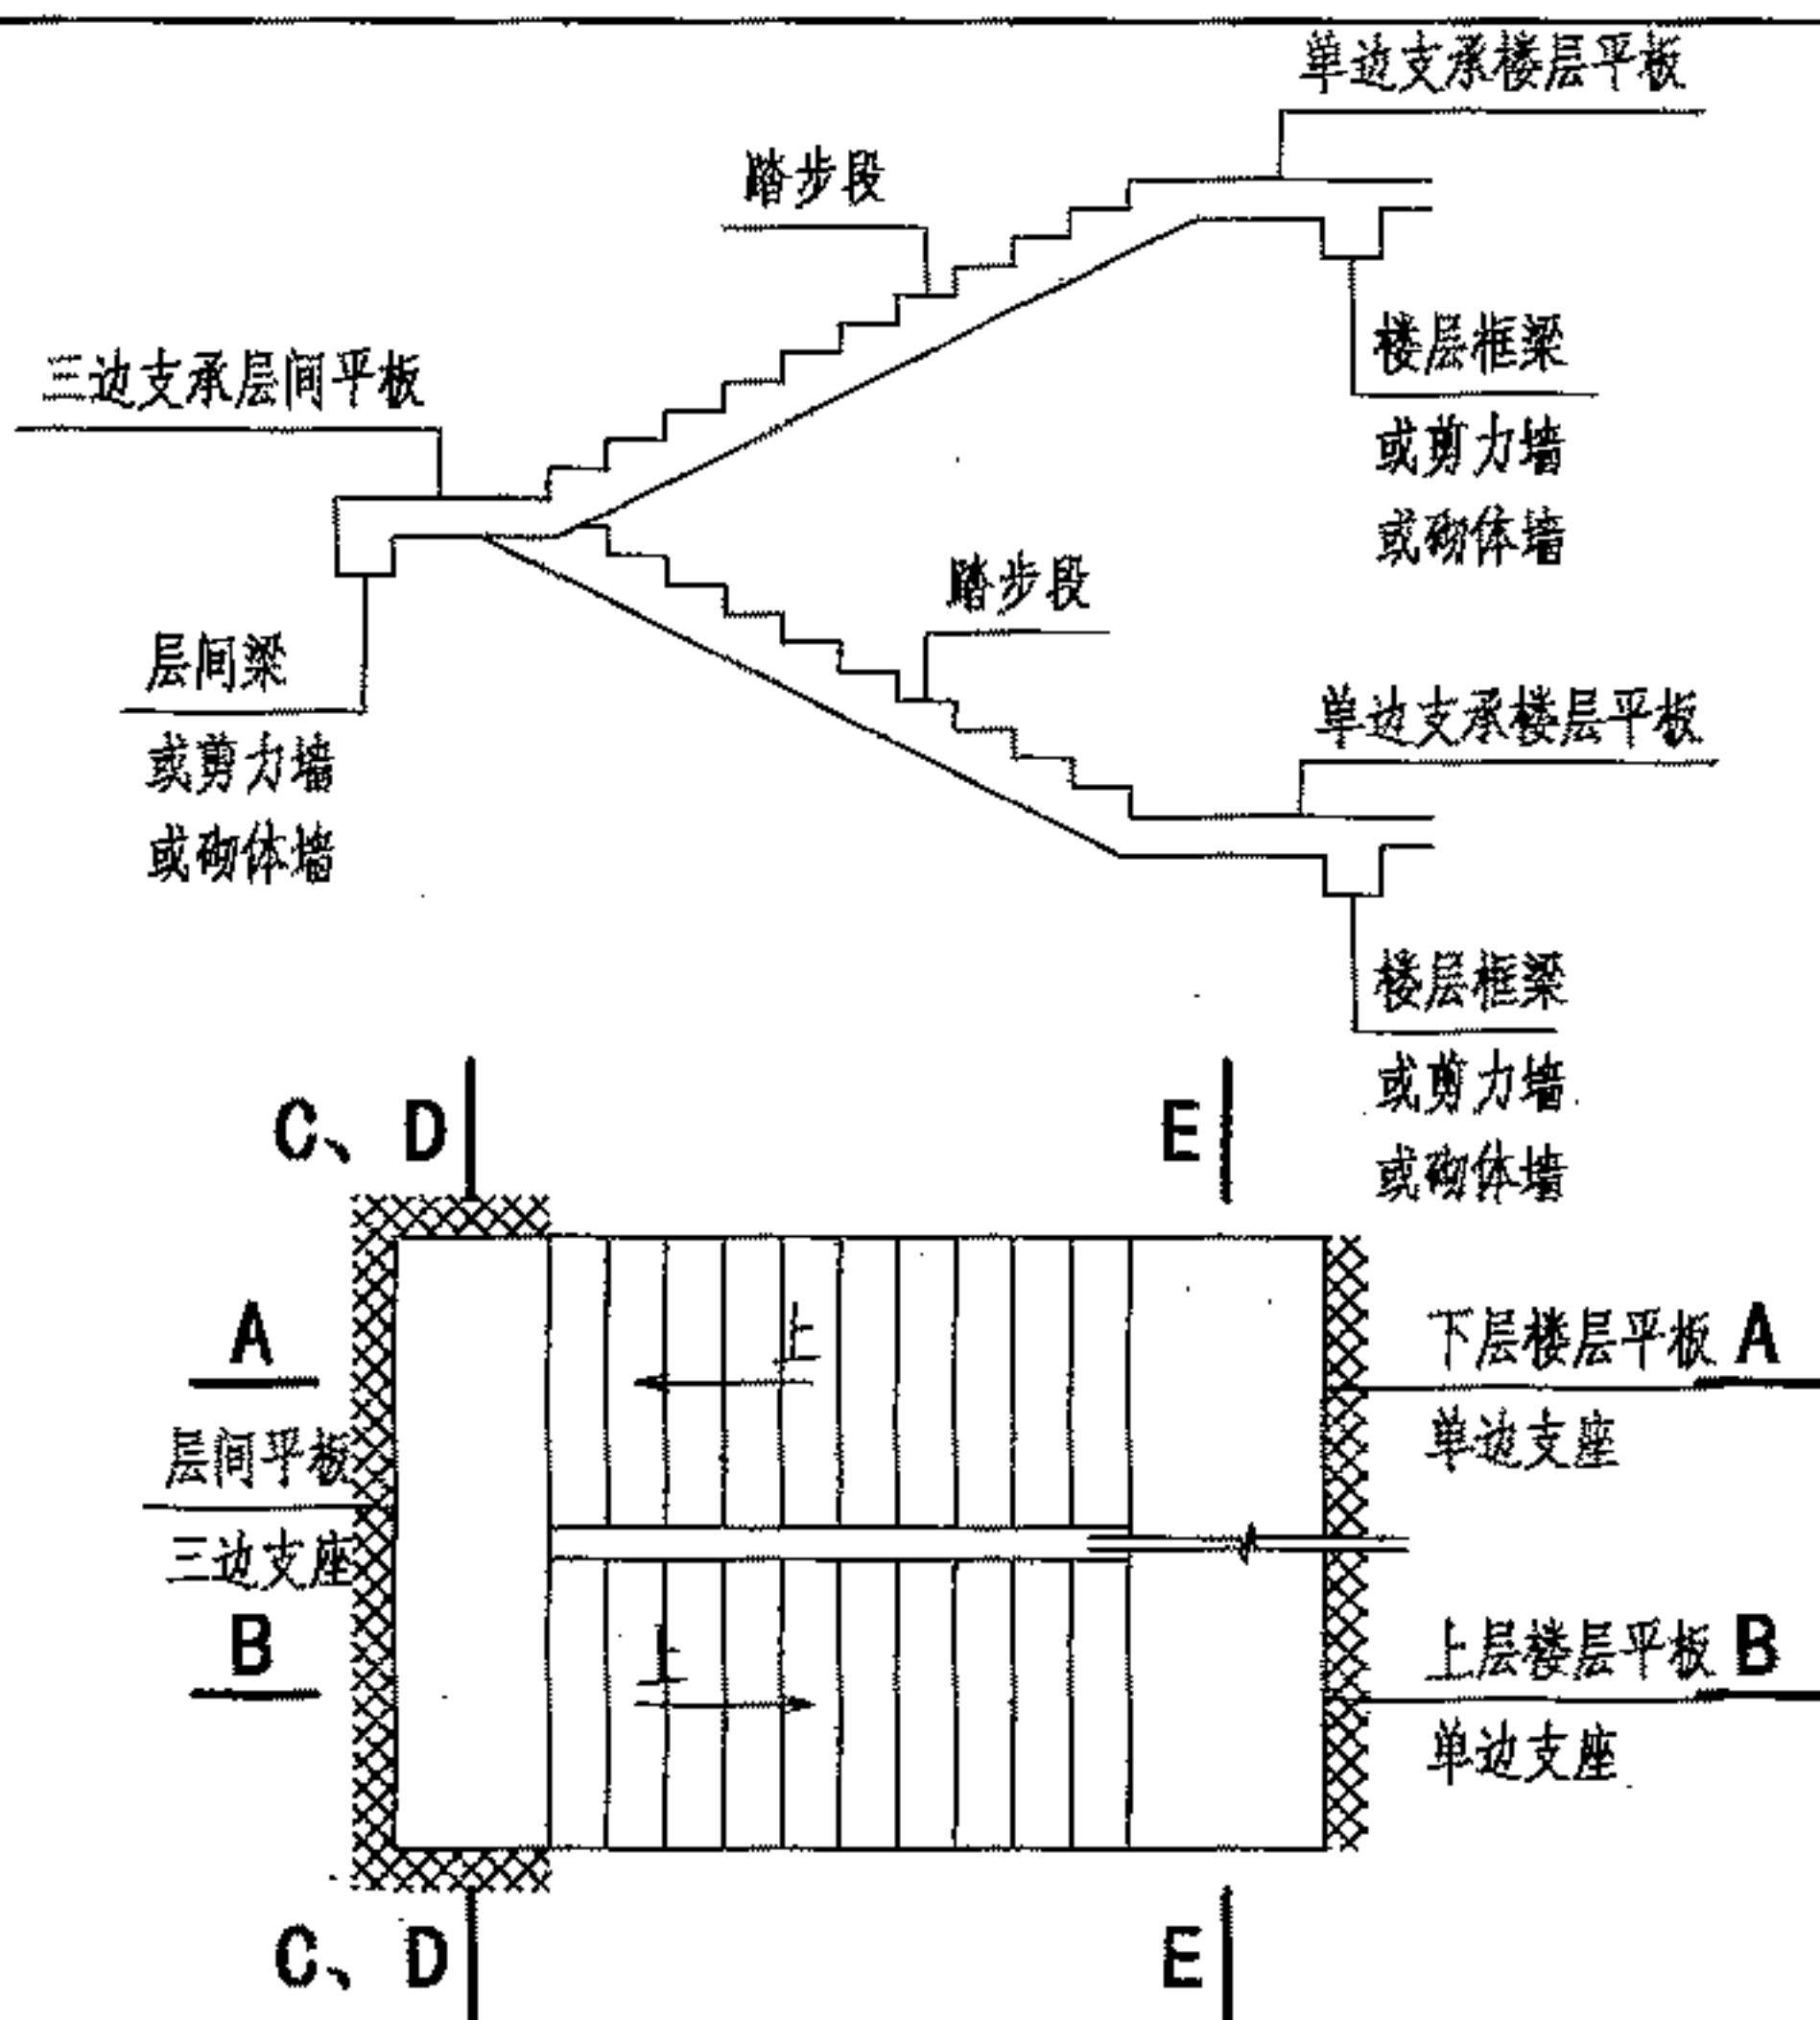 单边支承楼层平板
踏步段
三边支承层间平板
楼层框梁
或剪力墙
或砌体墙
踏步段
层间梁
或剪力墙
或砌体墙
单边支承楼层平板
楼层框梁
或剪力墙
或砌体墙
C、D
E
A
上
下层楼层平板 A
单边支座
层间平板
三边支座
B
上
上层楼层平板 B
单边支座
C、D
E